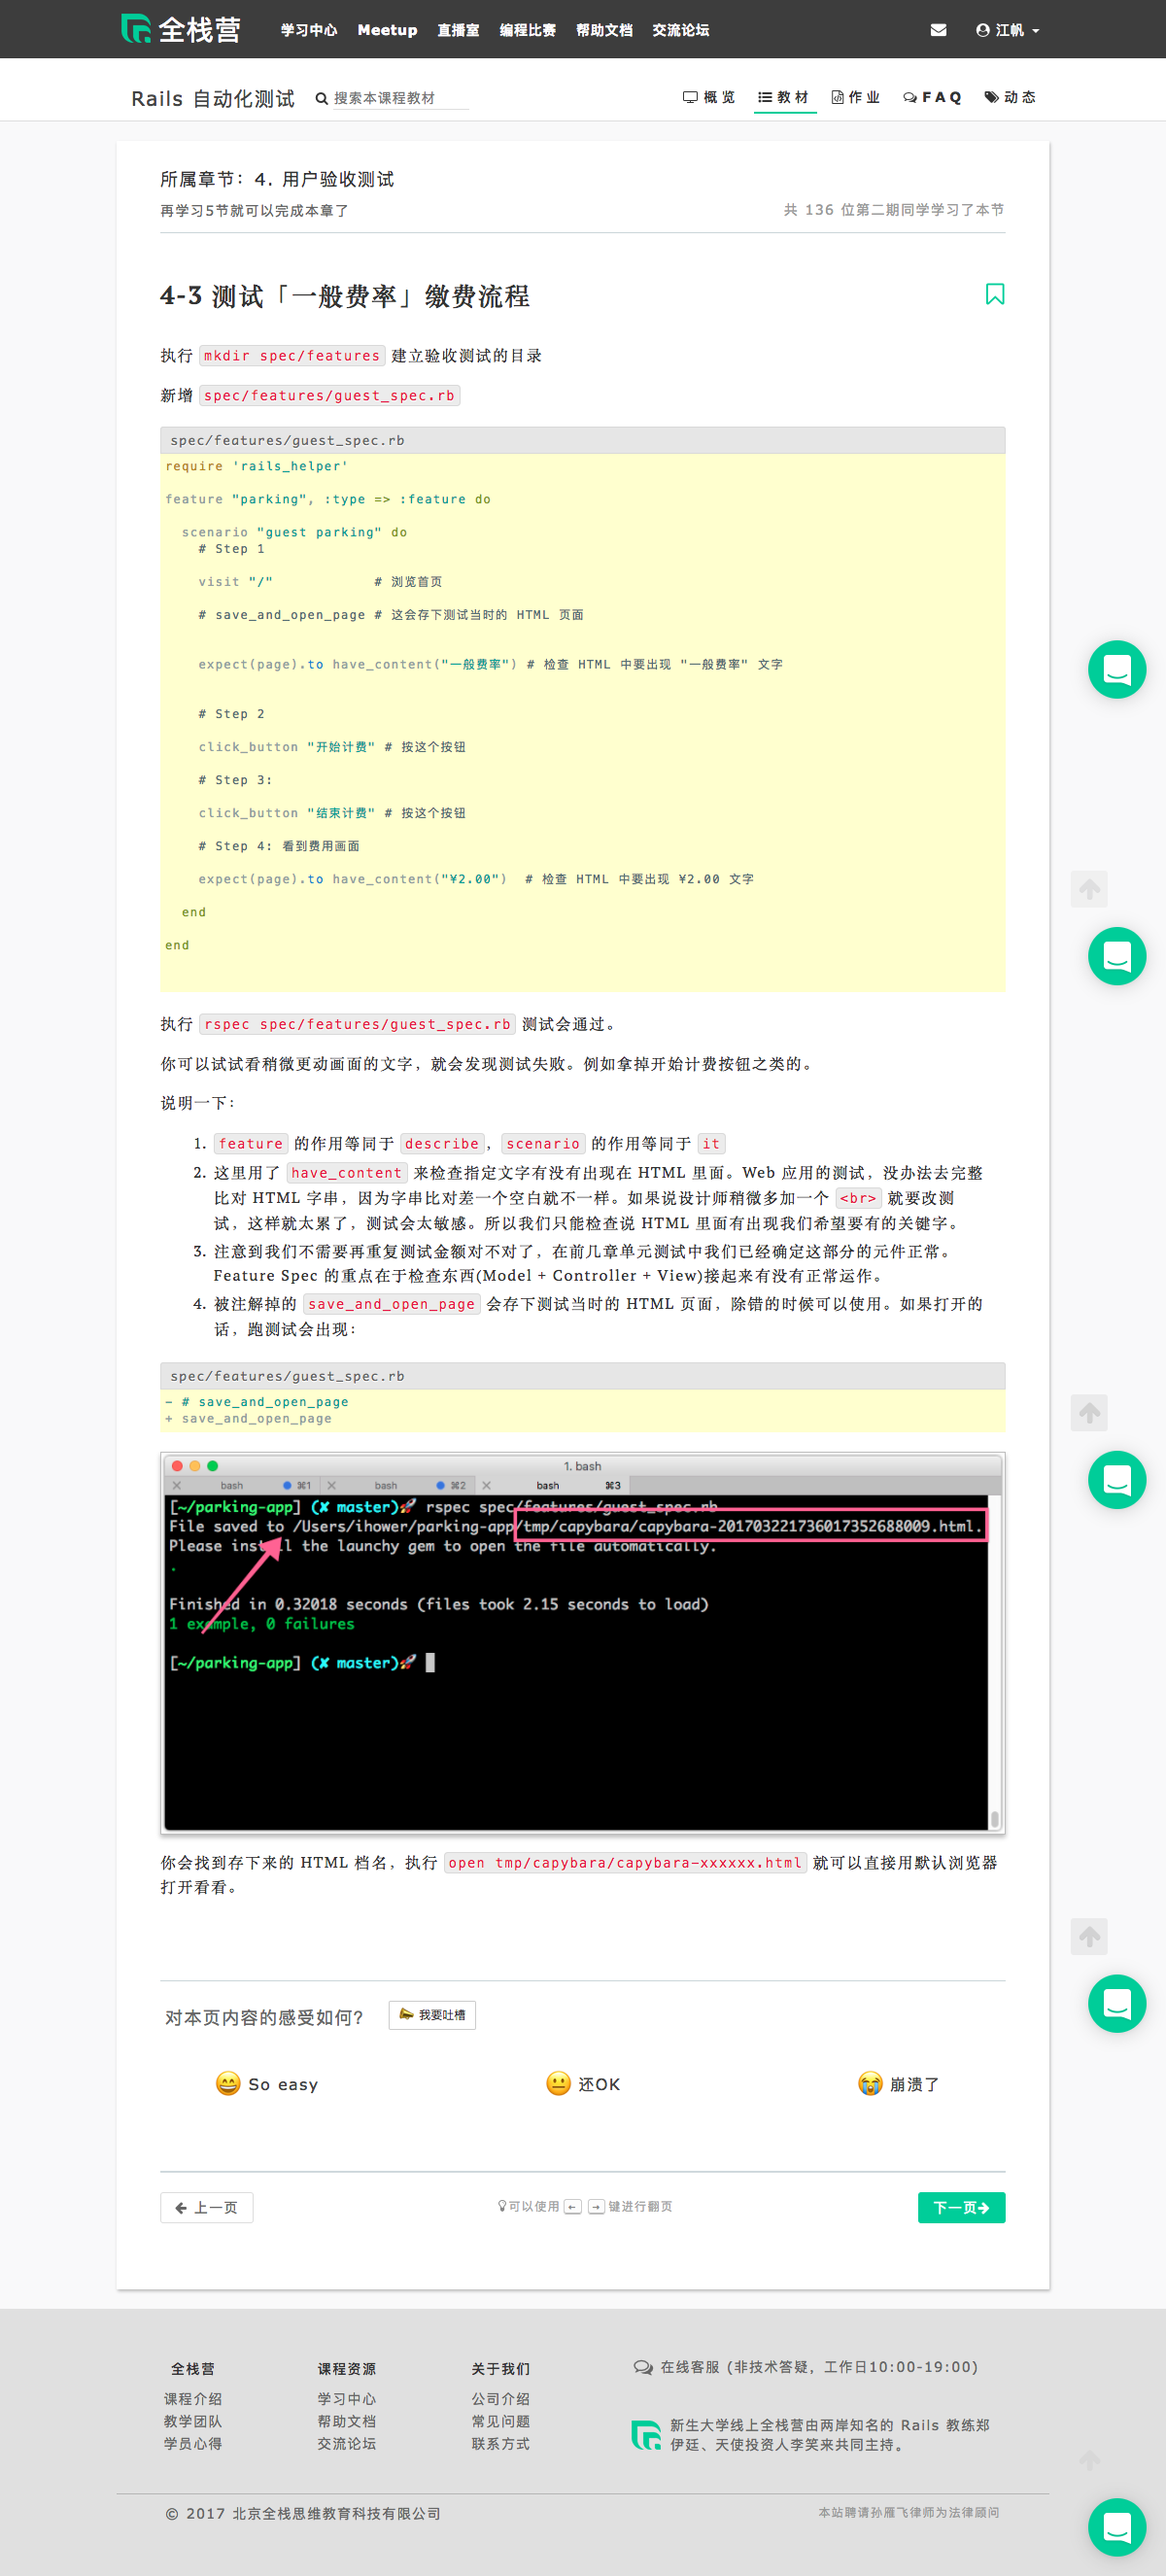 全栈营 学习中心 Meetup 直播室 编程比赛 帮助文档 交流论坛 江帆
Rails 自动化测试 搜索本课程教材 概览 教材 作业 FAQ 动态
所属章节：4. 用户验收测试
再学习5节就可以完成本章了 共 136 位第二期同学学习了本节
4-3 测试「一般费率」缴费流程
执行 mkdir spec/features 建立验收测试的目录
新增 spec/features/guest_spec.rb
spec/features/guest_spec.rb
require 'rails_helper'
feature "parking", :type => :feature do
scenario "guest parking" do
# Step 1
visit "/" # 浏览首页
# save_and_open_page # 这会存下测试当时的 HTML 页面
expect(page).to have_content("一般费率") # 检查 HTML 中要出现 "一般费率" 文字
# Step 2
click_button "开始计费" # 按这个按钮
# Step 3:
click_button "结束计费" # 按这个按钮
# Step 4: 看到费用画面
expect(page).to have_content("¥2.00") # 检查 HTML 中要出现 ¥2.00 文字
end
end
执行 rspec spec/features/guest_spec.rb 测试会通过。
你可以试试看稍微更动画面的文字，就会发现测试失败。例如拿掉开始计费按钮之类的。
说明一下：
1. feature 的作用等同于 describe，scenario 的作用等同于 it
2. 这里用了 have_content 来检查指定文字有没有出现在 HTML 里面。Web 应用的测试，没办法去完整
比对 HTML 字串，因为字串比对差一个空白就不一样。如果说设计师稍微多加一个 <br> 就要改测
试，这样就太累了，测试会太敏感。所以我们只能检查说 HTML 里面有出现我们希望要有的关键字。
3. 注意到我们不需要再重复测试金额对不对了，在前几章单元测试中我们已经确定这部分的元件正常。
Feature Spec 的重点在于检查东西(Model + Controller + View)接起来有没有正常运作。
4. 被注解掉的 save_and_open_page 会存下测试当时的 HTML 页面，除错的时候可以使用。如果打开的
话，跑测试会出现：
spec/features/guest_spec.rb
- # save_and_open_page
+ save_and_open_page
1. bash
bash ⌘1 bash ⌘2 bash ⌘3
[~/parking-app] (✘ master)🚀 rspec spec/features/guest_spec.rb
File saved to /Users/ihower/parking-app/tmp/capybara/capybara-201703221736017352688009.html.
Please install the launchy gem to open the file automatically.
.
Finished in 0.32018 seconds (files took 2.15 seconds to load)
1 example, 0 failures
[~/parking-app] (✘ master)🚀
你会找到存下来的 HTML 档名，执行 open tmp/capybara/capybara-xxxxxx.html 就可以直接用默认浏览器
打开看看。
对本页内容的感受如何? 我要吐槽
😄 So easy 😐 还OK 😭 崩溃了
← 上一页 可以使用 ← → 键进行翻页 下一页→
全栈营 课程资源 关于我们 在线客服 (非技术答疑，工作日10:00-19:00)
课程介绍 学习中心 公司介绍
教学团队 帮助文档 常见问题
学员心得 交流论坛 联系方式
新生大学线上全栈营由两岸知名的 Rails 教练郑
伊廷、天使投资人李笑来共同主持。
© 2017 北京全栈思维教育科技有限公司 本站聘请孙雁飞律师为法律顾问